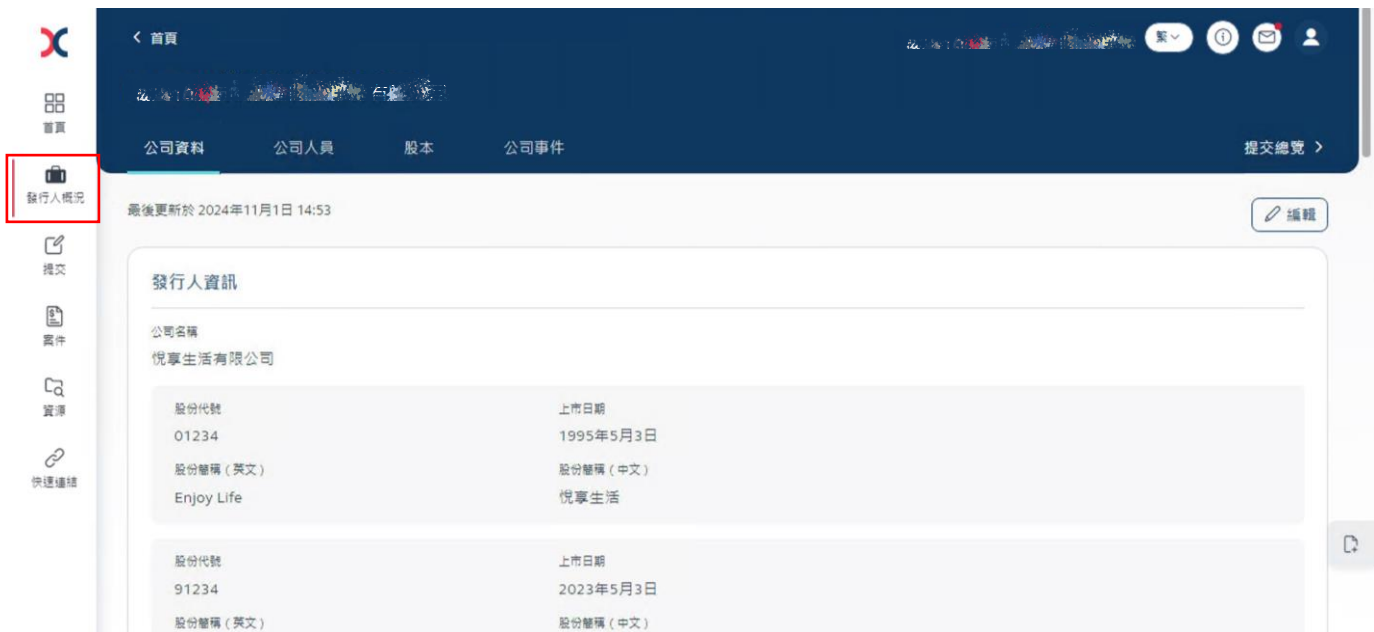 首頁
繁
首頁
公司資料 公司人員 股本 公司事件 提交總覽
發行人概況
最後更新於 2024年11月1日 14:53
編輯
提交
發行人資訊
案件
公司名稱
悅享生活有限公司
資源
股份代號 上市日期
01234 1995年5月3日
快速連結
股份簡稱（英文） 股份簡稱（中文）
Enjoy Life 悅享生活
股份代號 上市日期
91234 2023年5月3日
股份簡稱（英文） 股份簡稱（中文）